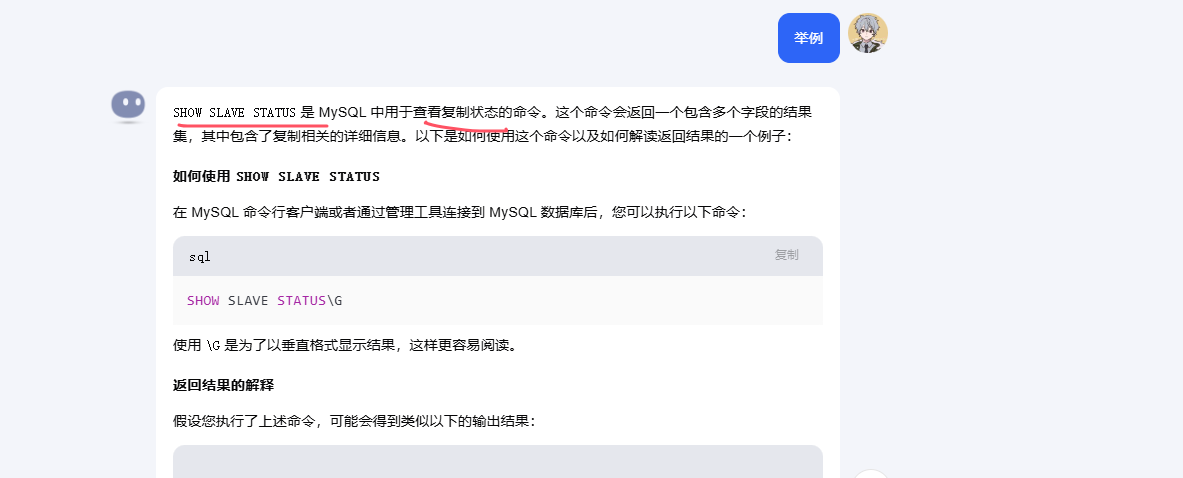 举例
SHOW SLAVE STATUS 是 MySQL 中用于查看复制状态的命令。这个命令会返回一个包含多个字段的结果
集，其中包含了复制相关的详细信息。以下是如何使用这个命令以及如何解读返回结果的一个例子：
如何使用 SHOW SLAVE STATUS
在 MySQL 命令行客户端或者通过管理工具连接到 MySQL 数据库后，您可以执行以下命令：
sql 复制
SHOW SLAVE STATUS\G
使用 \G 是为了以垂直格式显示结果，这样更容易阅读。
返回结果的解释
假设您执行了上述命令，可能会得到类似以下的输出结果：